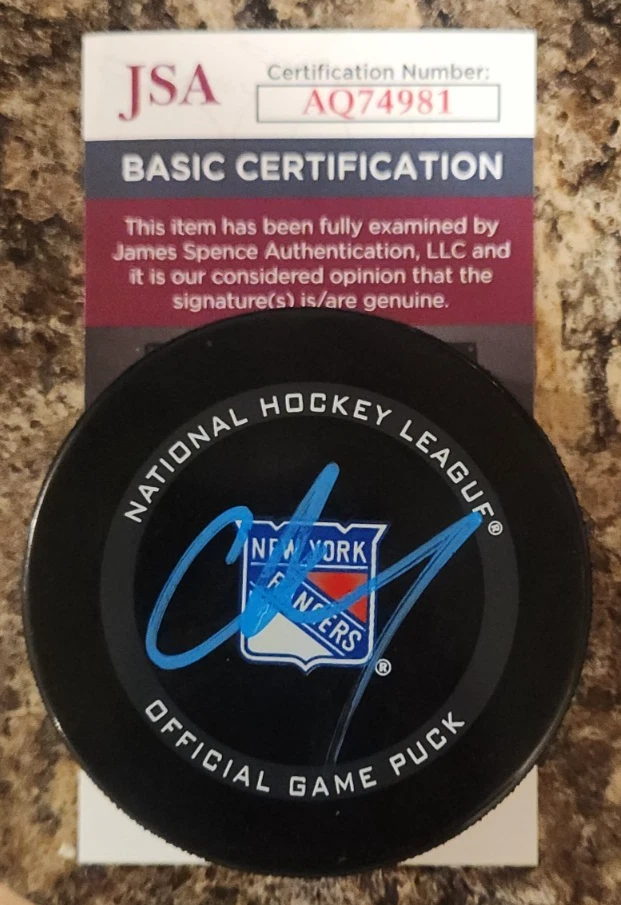 JSA
Certification Number:
AQ74981
BASIC CERTIFICATION
This item has been fully examined by
James Spence Authentication, LLC and
it is our considered opinion that the
signature(s) is/are genuine.
NATIONAL HOCKEY LEAGUE®
NEW YORK
RANGERS
®
OFFICIAL GAME PUCK